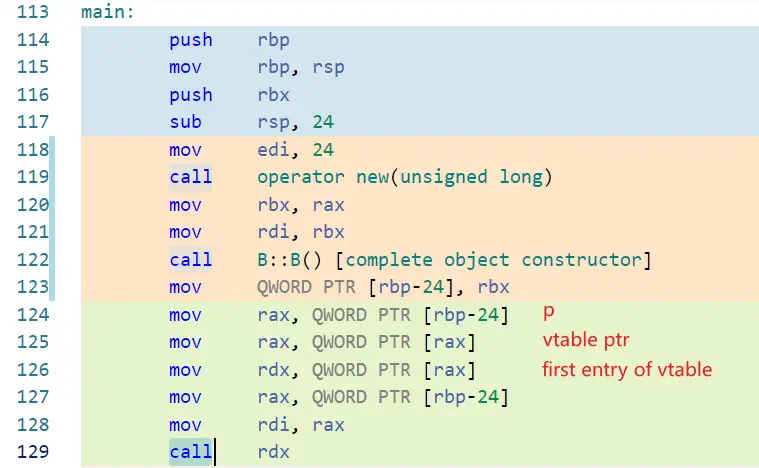 113 main:
114 push rbp
115 mov rbp, rsp
116 push rbx
117 sub rsp, 24
118 mov edi, 24
119 call operator new(unsigned long)
120 mov rbx, rax
121 mov rdi, rbx
122 call B::B() [complete object constructor]
123 mov QWORD PTR [rbp-24], rbx
124 mov rax, QWORD PTR [rbp-24] p
125 mov rax, QWORD PTR [rax] vtable ptr
126 mov rdx, QWORD PTR [rax] first entry of vtable
127 mov rax, QWORD PTR [rbp-24]
128 mov rdi, rax
129 call rdx